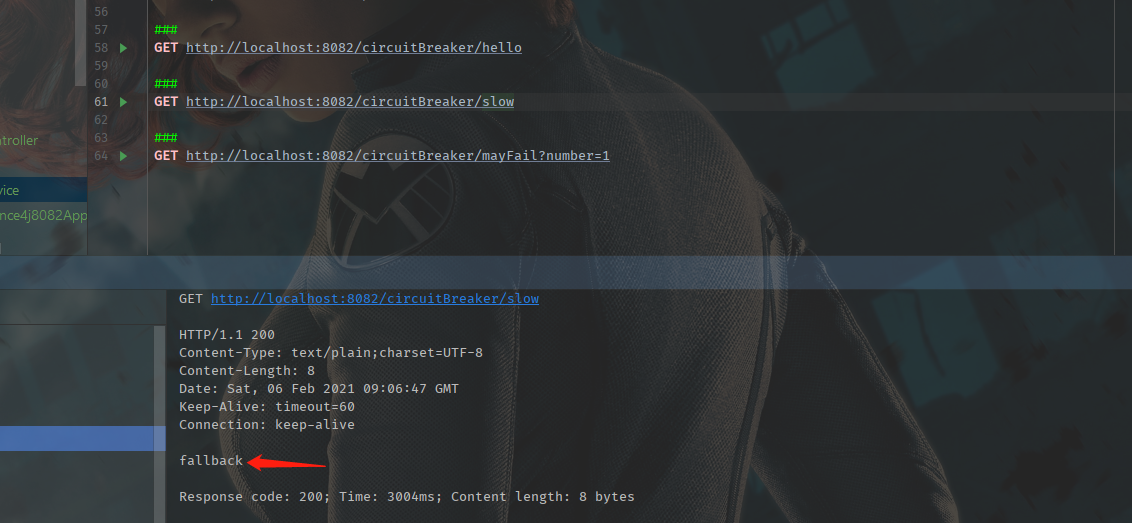 56
57 ###
58 GET http://localhost:8082/circuitBreaker/hello
59
60 ###
61 GET http://localhost:8082/circuitBreaker/slow
62
63 ###
64 GET http://localhost:8082/circuitBreaker/mayFail?number=1
troller
vice
nce4j8082App
GET http://localhost:8082/circuitBreaker/slow
HTTP/1.1 200
Content-Type: text/plain;charset=UTF-8
Content-Length: 8
Date: Sat, 06 Feb 2021 09:06:47 GMT
Keep-Alive: timeout=60
Connection: keep-alive
fallback
Response code: 200; Time: 3004ms; Content length: 8 bytes